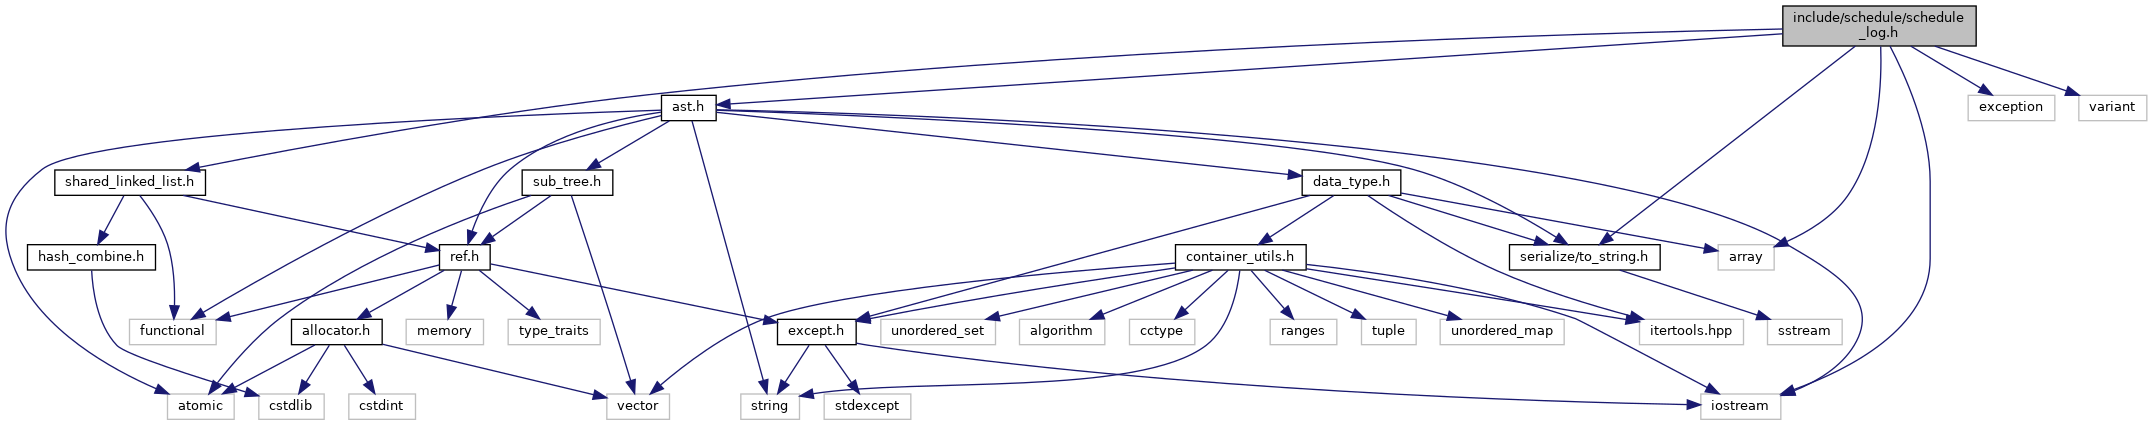 include/schedule/schedule
_log.h
ast.h
exception
variant
shared_linked_list.h
sub_tree.h
data_type.h
hash_combine.h
ref.h
container_utils.h
serialize/to_string.h
array
functional
allocator.h
memory
type_traits
except.h
unordered_set
algorithm
cctype
ranges
tuple
unordered_map
itertools.hpp
sstream
atomic
cstdlib
cstdint
vector
string
stdexcept
iostream